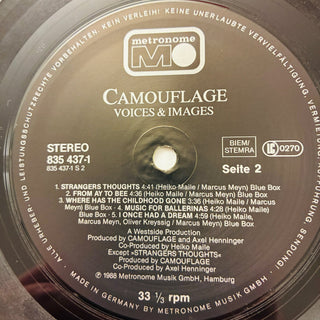 metronome
M
CAMOUFLAGE
VOICES & IMAGES
STEREO
835 437-1
835 437-1 S 2
BIEM/
STEMRA
LC 0270
Seite 2
1. STRANGERS THOUGHTS 4:41 (Heiko Maile / Marcus Meyn) Blue Box
2. FROM AY TO BEE 4:36 (Heiko Maile / Marcus Meyn) Blue Box
3. WHERE HAS THE CHILDHOOD GONE 3:36 (Heiko Maile / Marcus
Meyn) Blue Box · 4. MUSIC FOR BALLERINAS 4:28 (Heiko Maile)
Blue Box · 5. I ONCE HAD A DREAM 4:59 (Heiko Maile, Marcus
Marcus Meyn, Oliver Kreyssig / Marcus Meyn) Blue Box
A Westside Production
Produced by CAMOUFLAGE and Axel Henninger
Co-Produced by Heiko Maile
Except »STRANGERS THOUGHTS«
Produced by CAMOUFLAGE
Co-Produced by Axel Henninger
℗ 1988 Metronome Musik GmbH, Hamburg
33 1/3 rpm
ALLE URHEBER- UND LEISTUNGSSCHUTZRECHTE VORBEHALTEN. KEIN VERLEIH! KEINE UNERLAUBTE VERVIELFÄLTIGUNG, VERMIETUNG, AUFFÜHRUNG, SENDUNG!
MADE IN GERMANY BY METRONOME MUSIK GMBH